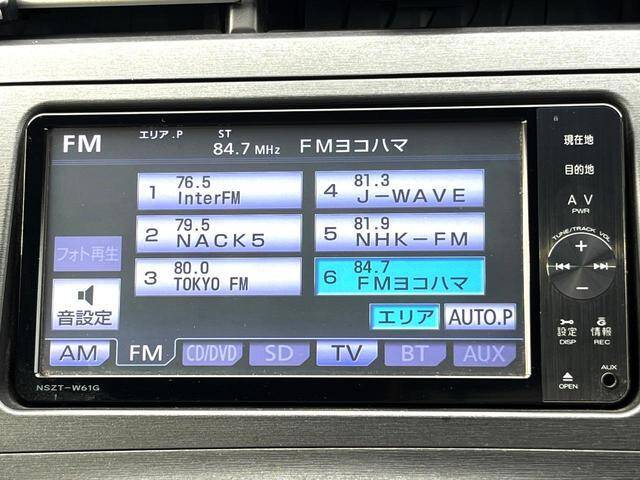 FM エリア.P ST 84.7 MHz FMヨコハマ
1 76.5 InterFM
4 81.3 J-WAVE
2 79.5 NACK5
5 81.9 NHK-FM
3 80.0 TOKYO FM
6 84.7 FMヨコハマ
フォト再生
音設定
エリア AUTO.P
AM FM CD/DVD SD TV BT AUX
NSZT-W61G
現在地
目的地
AV
PWR
TUNE/TRACK VOL
設定 情報
DISP REC
OPEN
AUX